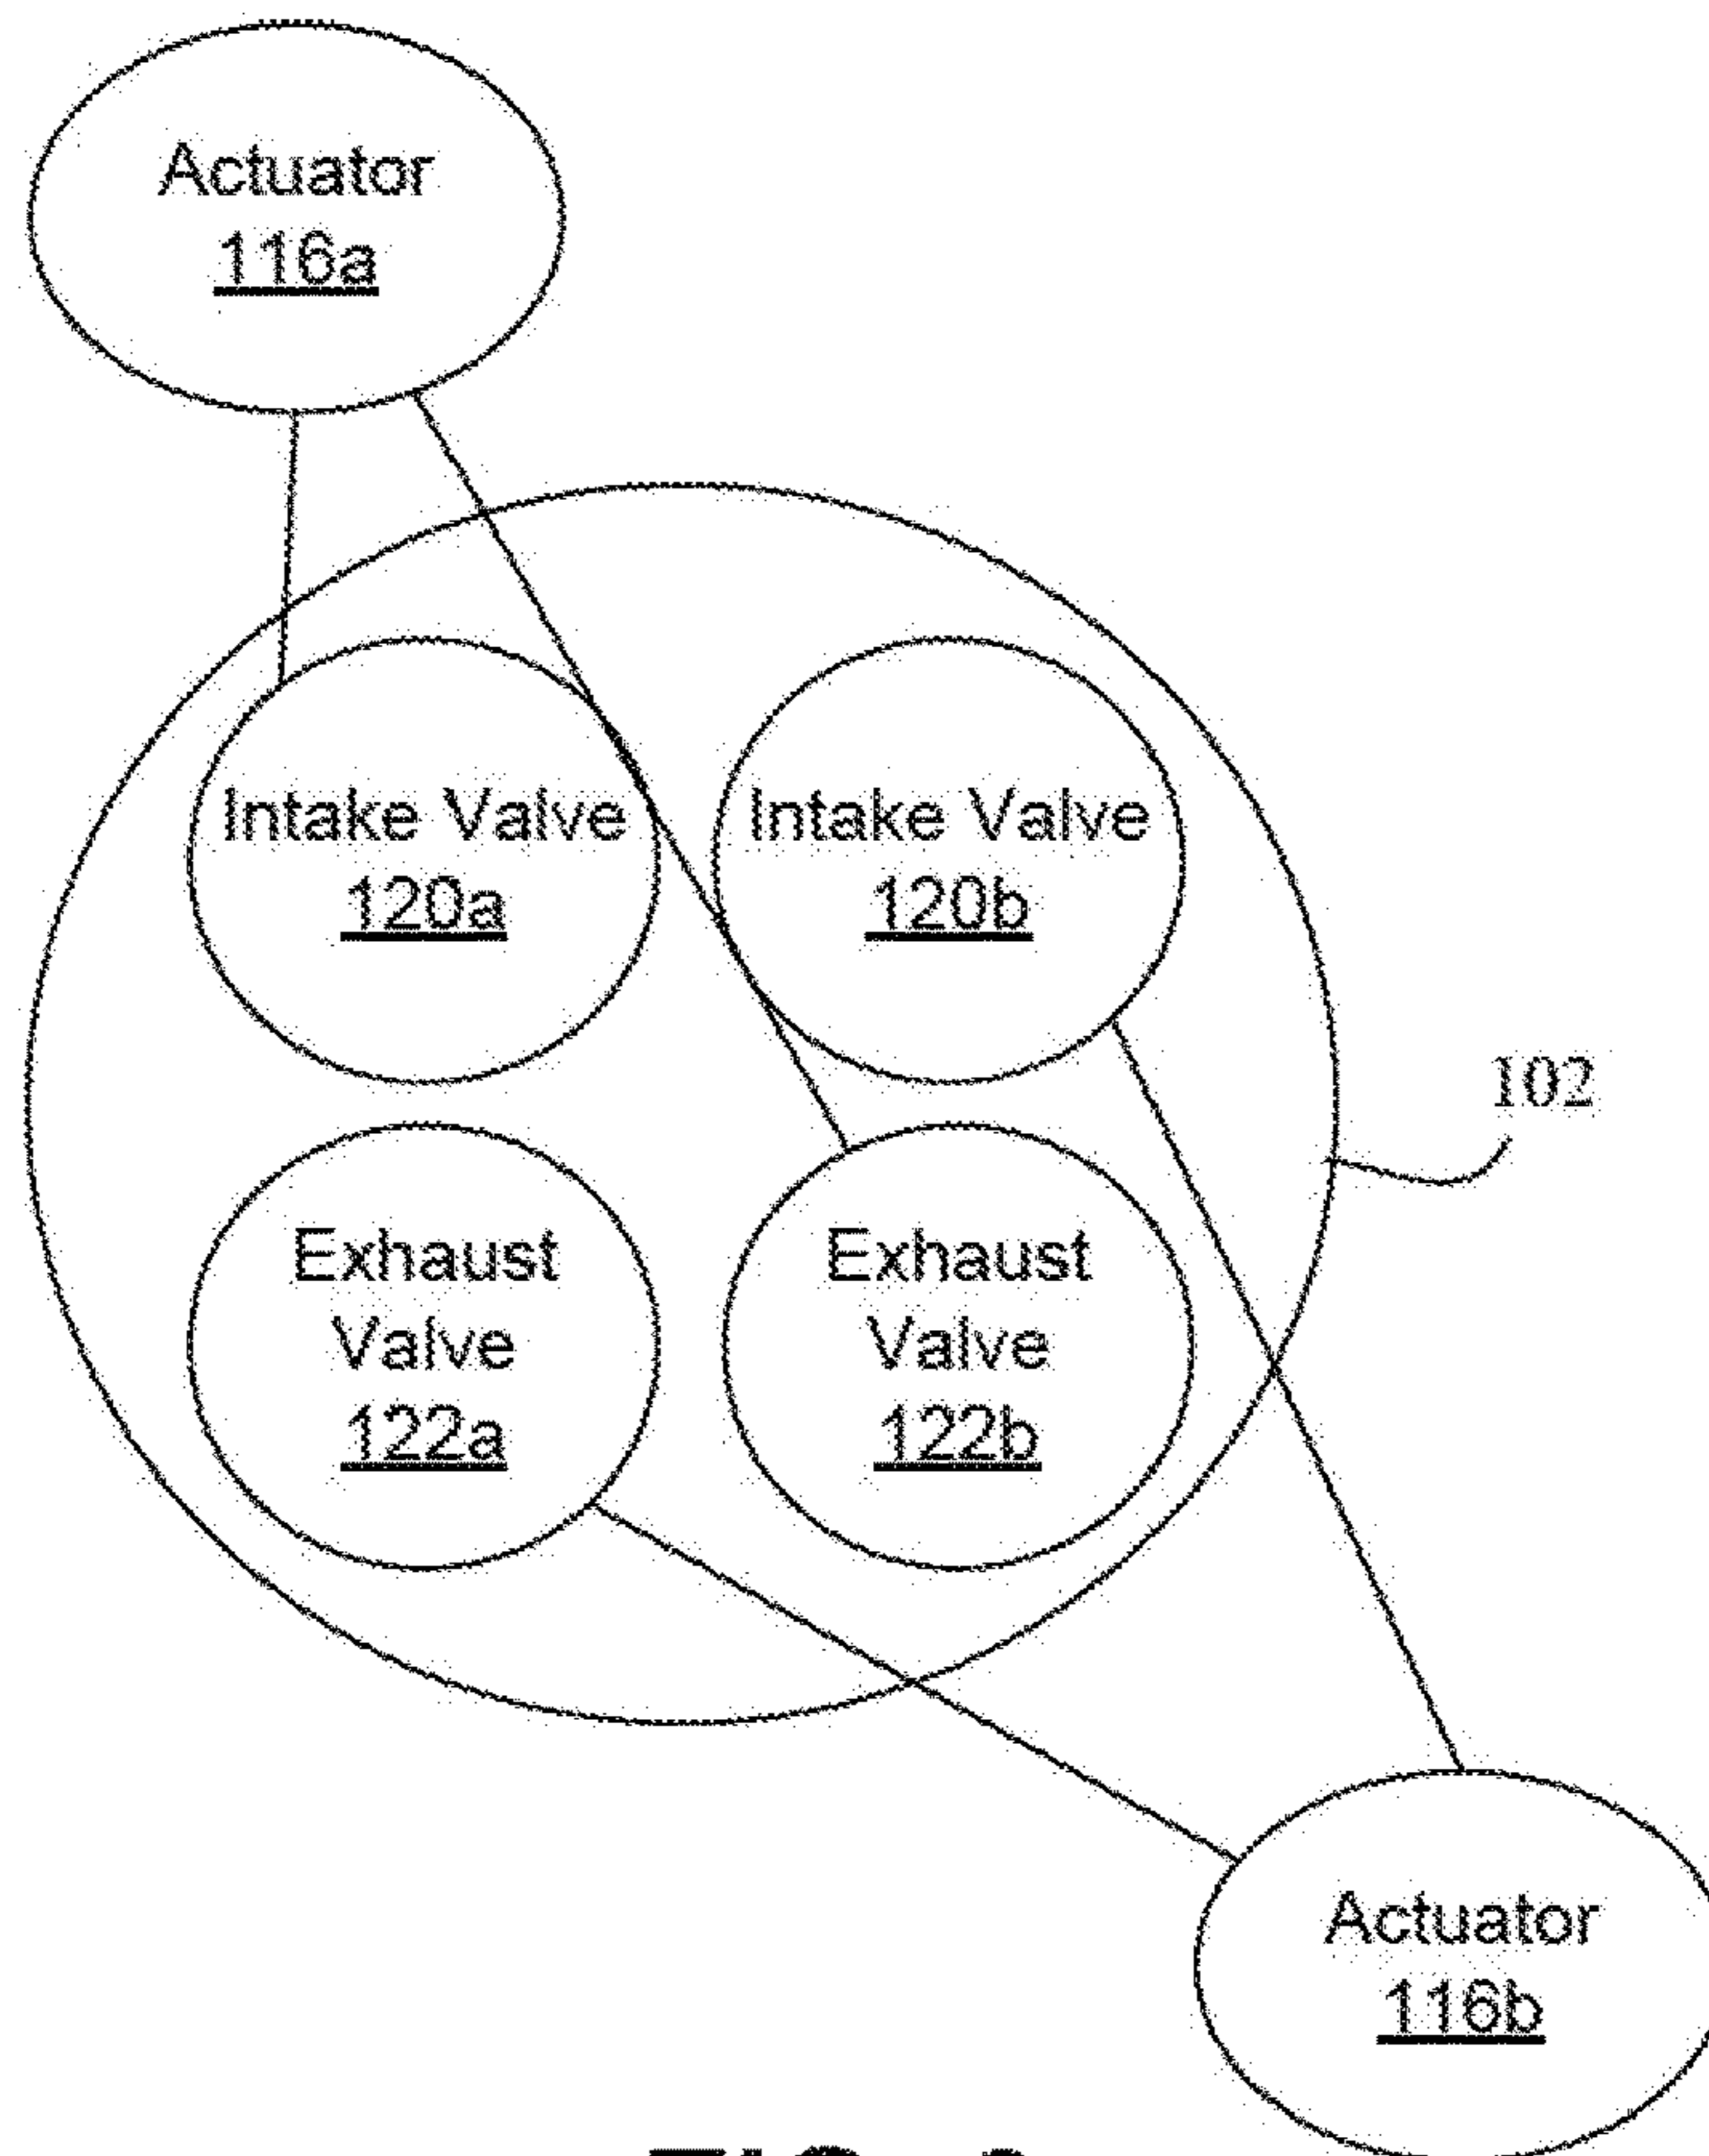 Actuator
116a
Intake Valve
120a
Intake Valve
120b
102
Exhaust
Valve
122a
Exhaust
Valve
122b
Actuator
116b